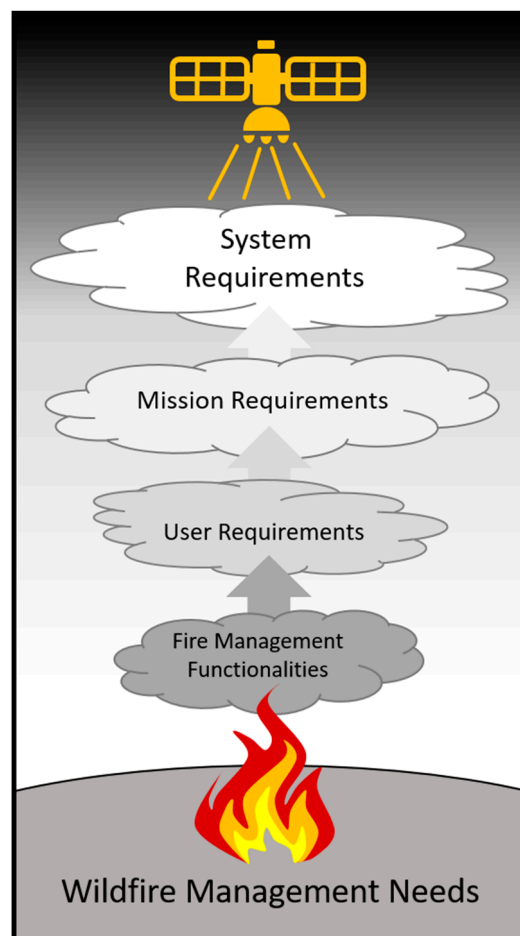 System
Requirements
Mission Requirements
User Requirements
Fire Management
Functionalities
Wildfire Management Needs